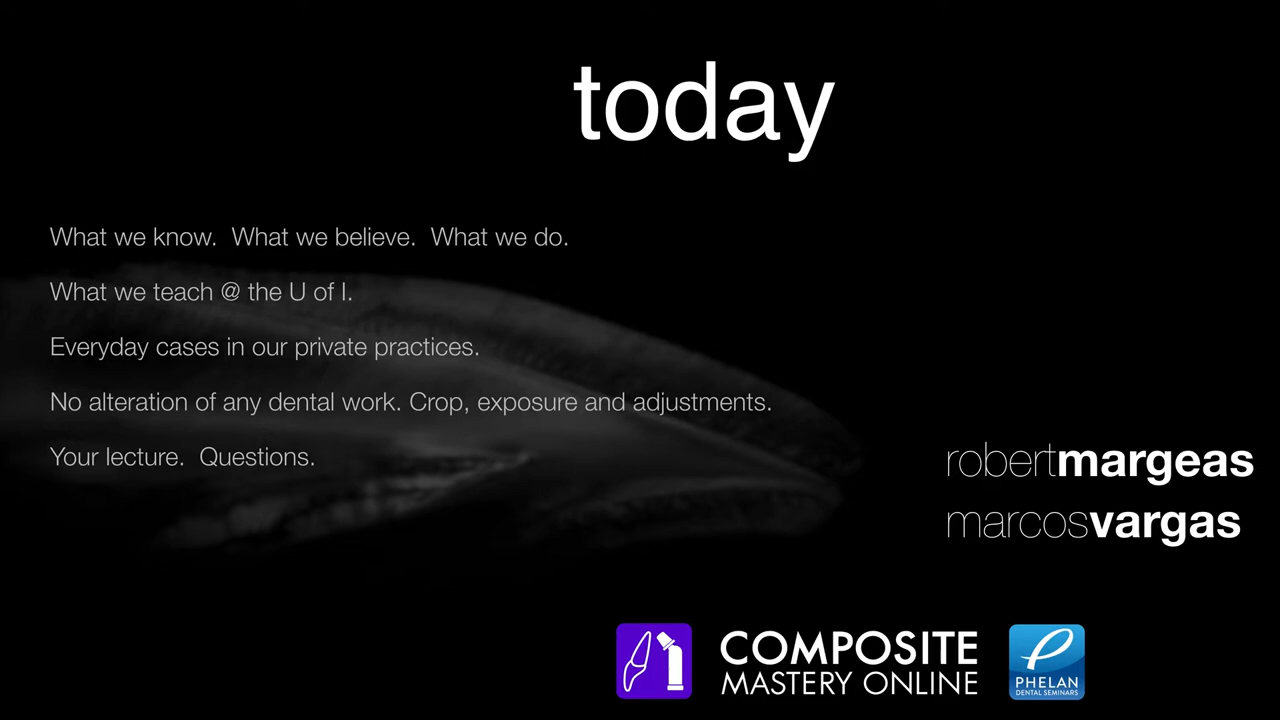 today
What we know.  What we believe.  What we do.
What we teach @ the U of I.
Everyday cases in our private practices.
No alteration of any dental work. Crop, exposure and adjustments.
Your lecture.  Questions.
robertmargeas
marcosvargas
COMPOSITE
MASTERY ONLINE
PHELAN
DENTAL SEMINARS